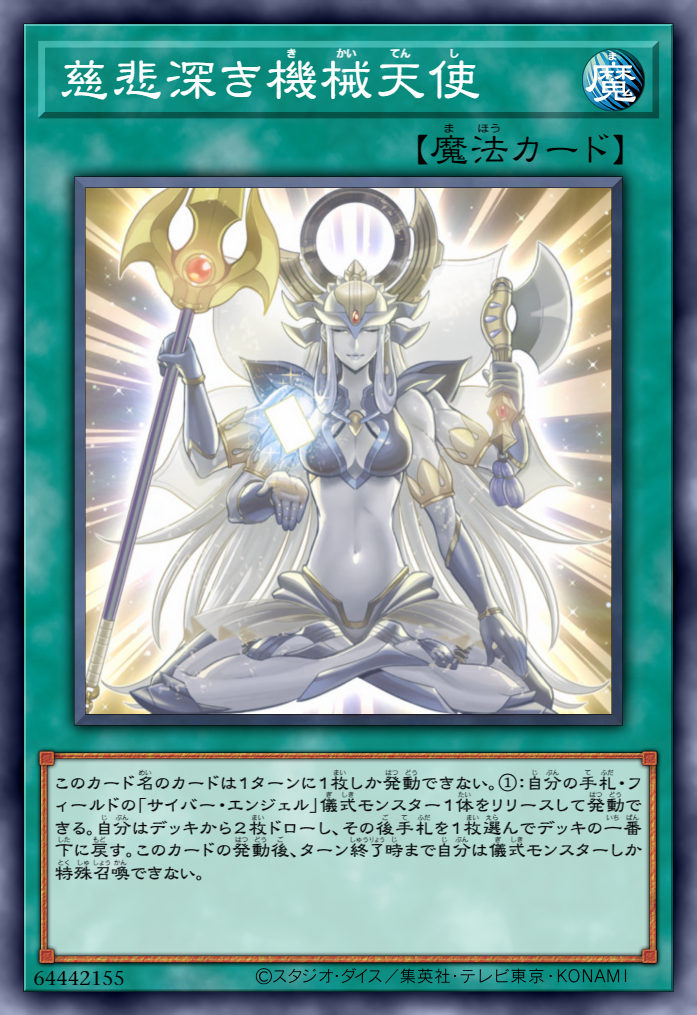 慈悲深き機械天使
魔
【魔法カード】
このカード名のカードは1ターンに1枚しか発動できない。①:自分の手札・フ
ィールドの「サイバー・エンジェル」儀式モンスター1体をリリースして発動で
きる。自分はデッキから2枚ドローし、その後手札を1枚選んでデッキの一番
下に戻す。このカードの発動後、ターン終了時まで自分は儀式モンスターしか
特殊召喚できない。
64442155
©スタジオ・ダイス/集英社・テレビ東京・KONAMI